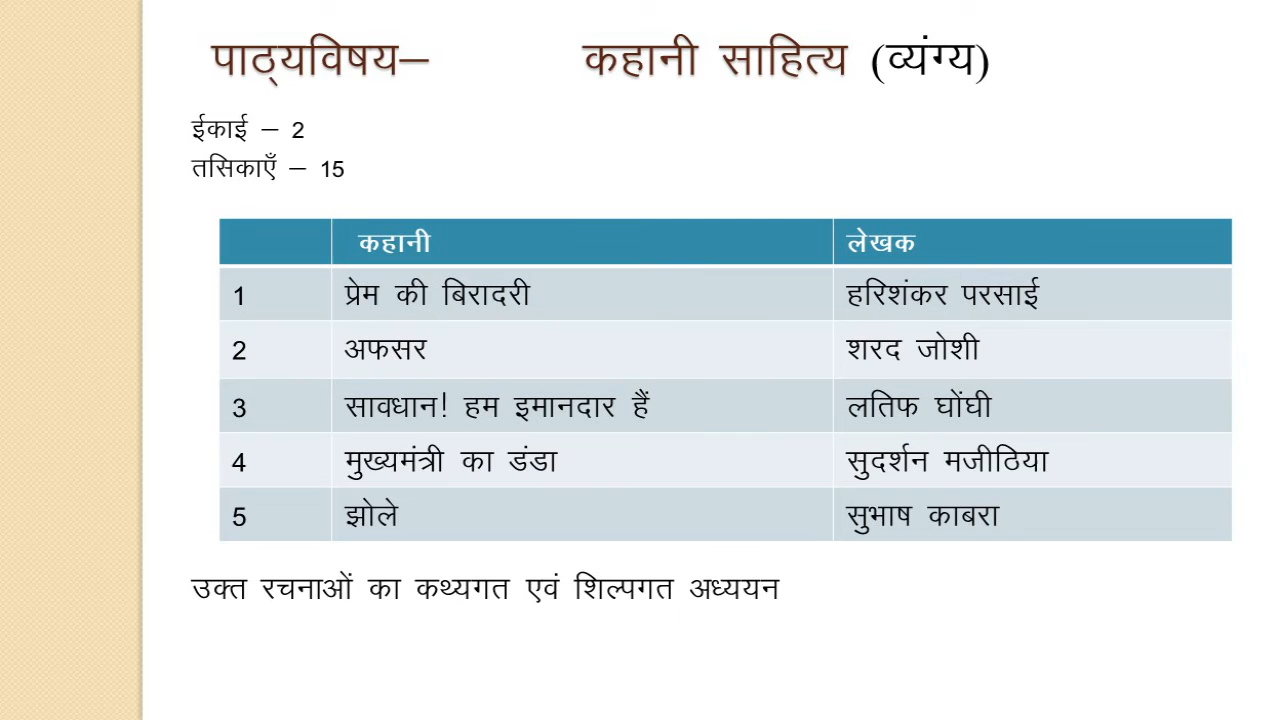 पाठ्यविषय– कहानी साहित्य (व्यंग्य)
ईकाई – 2
तसिकाएँ – 15
कहानी लेखक
1 प्रेम की बिरादरी हरिशंकर परसाई
2 अफसर शरद जोशी
3 सावधान! हम इमानदार हैं लतिफ घोंघी
4 मुख्यमंत्री का डंडा सुदर्शन मजीठिया
5 झोले सुभाष काबरा
उक्त रचनाओं का कथ्यगत एवं शिल्पगत अध्ययन